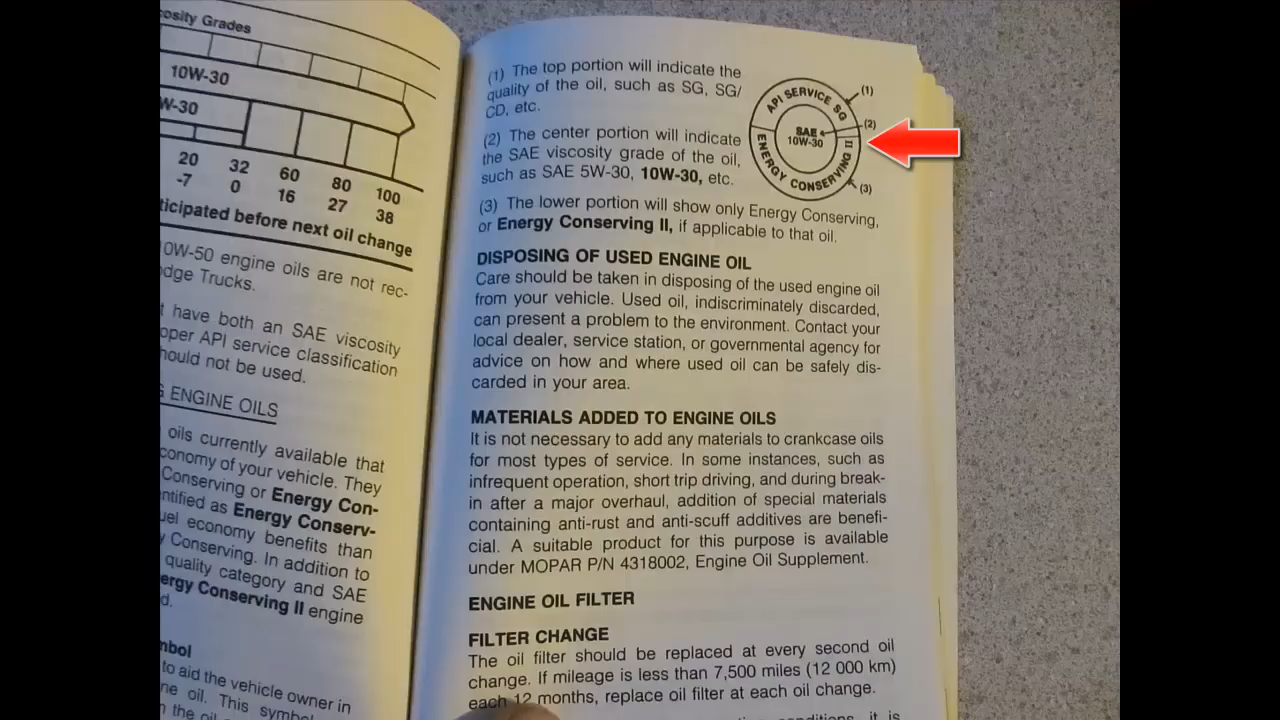 cosity Grades
10W-30
W-30
20 32 60 80 100
-7 0 16 27 38
ticipated before next oil change
0W-50 engine oils are not rec-
dge Trucks.
t have both an SAE viscosity
oper API service classification
hould not be used.
G ENGINE OILS
oils currently available that
conomy of your vehicle. They
Conserving or Energy Con-
ntified as Energy Conserv-
uel economy benefits than
y Conserving. In addition to
quality category and SAE
ergy Conserving II engine
d.
mbol
to aid the vehicle owner in
ne oil. This symbol
n the oil
(1) The top portion will indicate the
quality of the oil, such as SG, SG/
CD, etc.
(2) The center portion will indicate
the SAE viscosity grade of the oil,
such as SAE 5W-30, 10W-30, etc.
(3) The lower portion will show only Energy Conserving,
or Energy Conserving II, if applicable to that oil.
API SERVICE SG
SAE
10W-30
ENERGY CONSERVING II
(1)
(2)
(3)
DISPOSING OF USED ENGINE OIL
Care should be taken in disposing of the used engine oil
from your vehicle. Used oil, indiscriminately discarded,
can present a problem to the environment. Contact your
local dealer, service station, or governmental agency for
advice on how and where used oil can be safely dis-
carded in your area.
MATERIALS ADDED TO ENGINE OILS
It is not necessary to add any materials to crankcase oils
for most types of service. In some instances, such as
infrequent operation, short trip driving, and during break-
in after a major overhaul, addition of special materials
containing anti-rust and anti-scuff additives are benefi-
cial. A suitable product for this purpose is available
under MOPAR P/N 4318002, Engine Oil Supplement.
ENGINE OIL FILTER
FILTER CHANGE
The oil filter should be replaced at every second oil
change. If mileage is less than 7,500 miles (12 000 km)
each 12 months, replace oil filter at each oil change.
conditions, it is